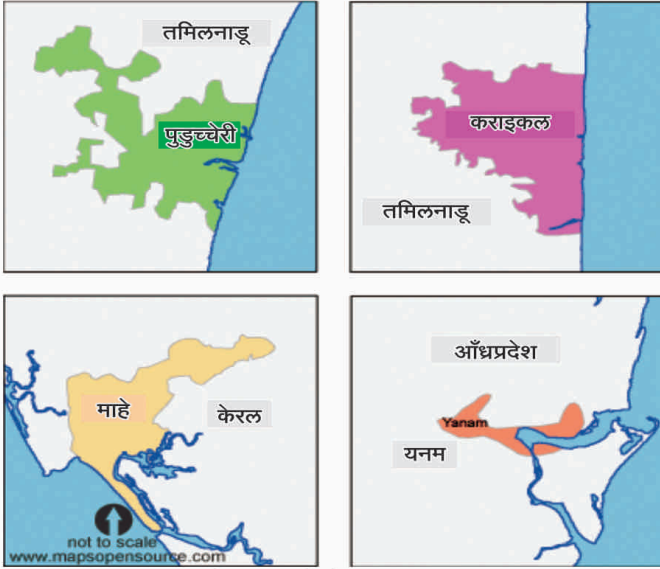 तमिलनाडू
पुडुच्चेरी
कराइकल
तमिलनाडू
माहे
केरल
not to scale
www.mapsopensource.com
आँध्रप्रदेश
Yanam
यनम